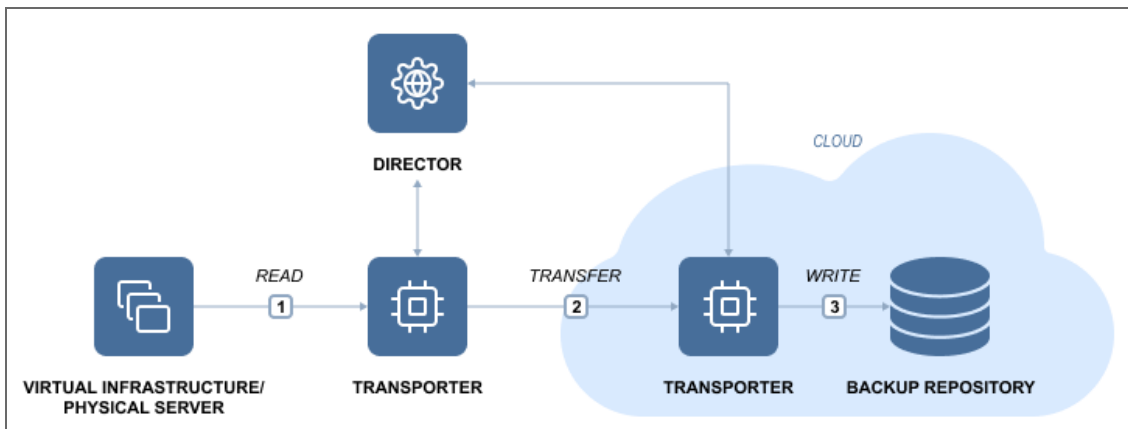 CLOUD
DIRECTOR
READ
TRANSFER
WRITE
1
2
3
VIRTUAL INFRASTRUCTURE/
PHYSICAL SERVER
TRANSPORTER
TRANSPORTER
BACKUP REPOSITORY